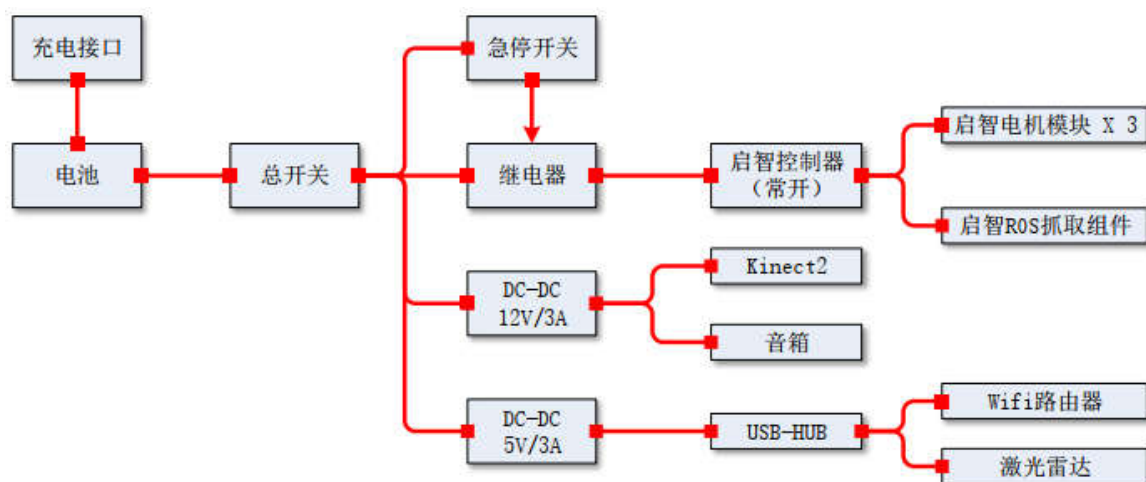 充电接口
急停开关
启智电机模块 X 3
电池
总开关
继电器
启智控制器
（常开）
启智ROS抓取组件
Kinect2
DC-DC
12V/3A
音箱
Wifi路由器
DC-DC
5V/3A
USB-HUB
激光雷达